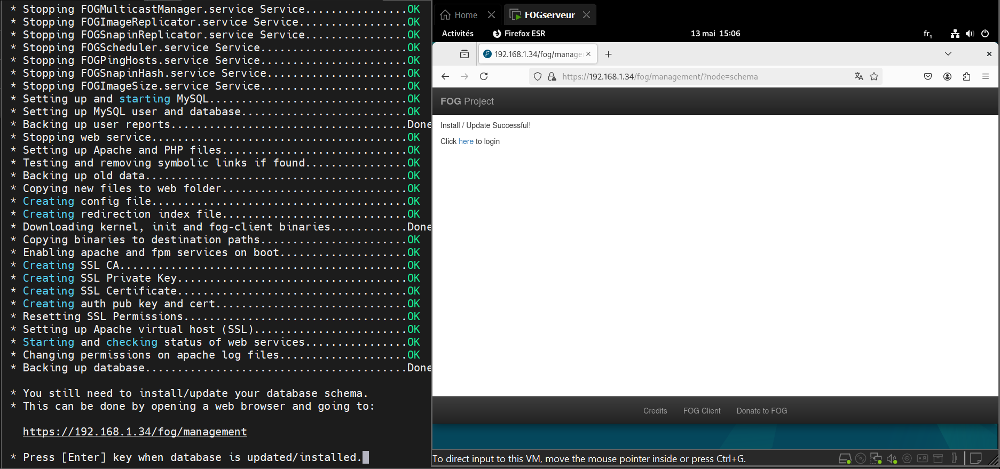 * Stopping FOGMulticastManager.service Service................OK
* Stopping FOGImageReplicator.service Service.................OK
* Stopping FOGSnapinReplicator.service Service................OK
* Stopping FOGScheduler.service Service.......................OK
* Stopping FOGPingHosts.service Service.......................OK
* Stopping FOGSnapinHash.service Service......................OK
* Stopping FOGImageSize.service Service.......................OK
* Setting up and starting MySQL...............................OK
* Setting up MySQL user and database..........................OK
* Backing up user reports.....................................Done
* Stopping web service........................................OK
* Setting up Apache and PHP files.............................OK
* Testing and removing symbolic links if found................OK
* Backing up old data.........................................OK
* Copying new files to web folder.............................OK
* Creating config file........................................OK
* Creating redirection index file.............................OK
* Downloading kernel, init and fog-client binaries............Done
* Copying binaries to destination paths.......................OK
* Enabling apache and fpm services on boot....................OK
* Creating SSL CA.............................................OK
* Creating SSL Private Key....................................OK
* Creating SSL Certificate....................................OK
* Creating auth pub key and cert..............................OK
* Resetting SSL Permissions...................................OK
* Setting up Apache virtual host (SSL)........................OK
* Starting and checking status of web services................OK
* Changing permissions on apache log files....................OK
* Backing up database.........................................Done
* You still need to install/update your database schema.
* This can be done by opening a web browser and going to:
https://192.168.1.34/fog/management
* Press [Enter] key when database is updated/installed.
Home FOGserveur
Activités Firefox ESR 13 mai 15:06 fr₁
192.168.1.34/fog/manage
https://192.168.1.34/fog/management/?node=schema
FOG Project
Install / Update Successful!
Click here to login
Credits FOG Client Donate to FOG
To direct input to this VM, move the mouse pointer inside or press Ctrl+G.